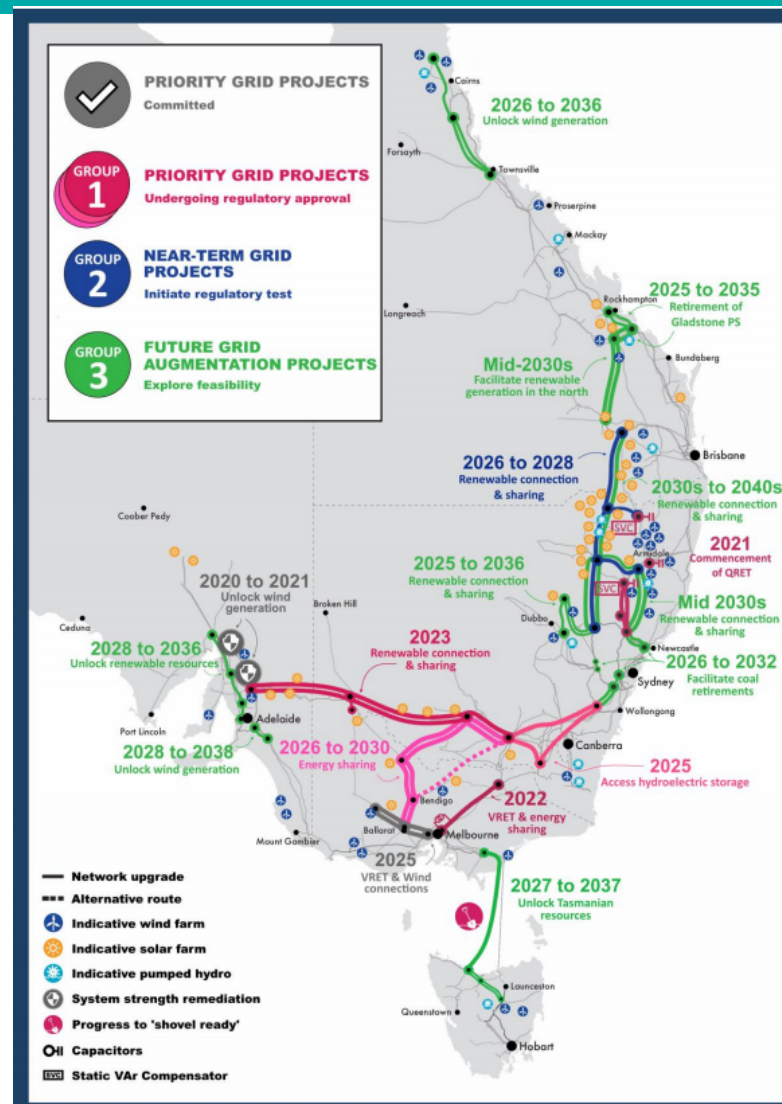 PRIORITY GRID PROJECTS
Committed
GROUP
1
PRIORITY GRID PROJECTS
Undergoing regulatory approval
GROUP
2
NEAR-TERM GRID
PROJECTS
Initiate regulatory test
GROUP
3
FUTURE GRID
AUGMENTATION PROJECTS
Explore feasibility
Cairns
2026 to 2036
Unlock wind generation
Forsayth
Townsville
Proserpine
Mackay
Longreach
Rockhampton
2025 to 2035
Retirement of
Gladstone PS
Mid-2030s
Facilitate renewable
generation in the north
Bundaberg
Brisbane
2026 to 2028
Renewable connection
& sharing
2030s to 2040s
Renewable connection
& sharing
SVC
Coober Pedy
Armidale
2021
Commencement
of QRET
2025 to 2036
Renewable connection
& sharing
SVC
2020 to 2021
Unlock wind
generation
Broken Hill
Dubbo
Mid 2030s
Renewable connection
& sharing
Ceduna
2028 to 2036
Unlock renewable resources
2023
Renewable connection
& sharing
Newcastle
2026 to 2032
Facilitate coal
retirements
Sydney
Wollongong
Port Lincoln
Adelaide
2028 to 2038
Unlock wind generation
2026 to 2030
Energy sharing
Canberra
2025
Access hydroelectric storage
Bendigo
2022
VRET & energy
sharing
Mount Gambier
Ballarat
Melbourne
2025
VRET & Wind
connections
2027 to 2037
Unlock Tasmanian
resources
Launceston
Queenstown
Hobart
Network upgrade
Alternative route
Indicative wind farm
Indicative solar farm
Indicative pumped hydro
System strength remediation
Progress to 'shovel ready'
Capacitors
SVC Static VAr Compensator